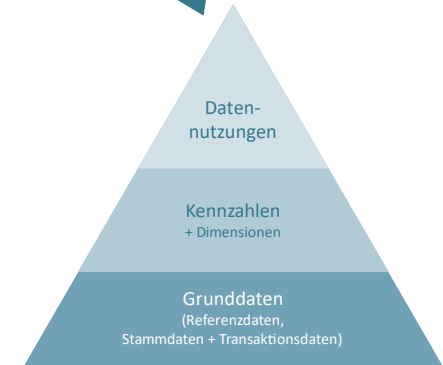 Daten-
nutzungen
Kennzahlen
+ Dimensionen
Grunddaten
(Referenzdaten,
Stammdaten + Transaktionsdaten)